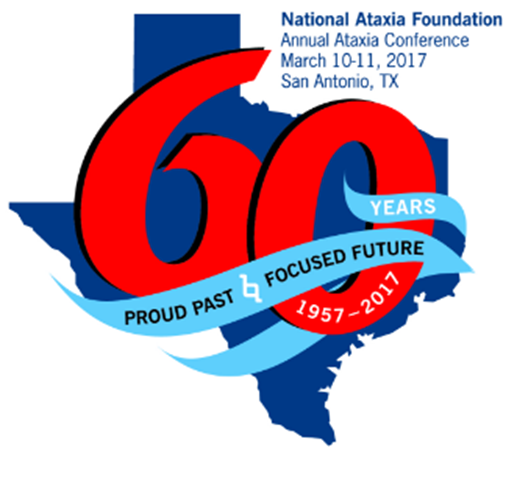 National Ataxia Foundation
Annual Ataxia Conference
March 10-11, 2017
San Antonio, TX
60
YEARS
PROUD PAST FOCUSED FUTURE
1957–2017